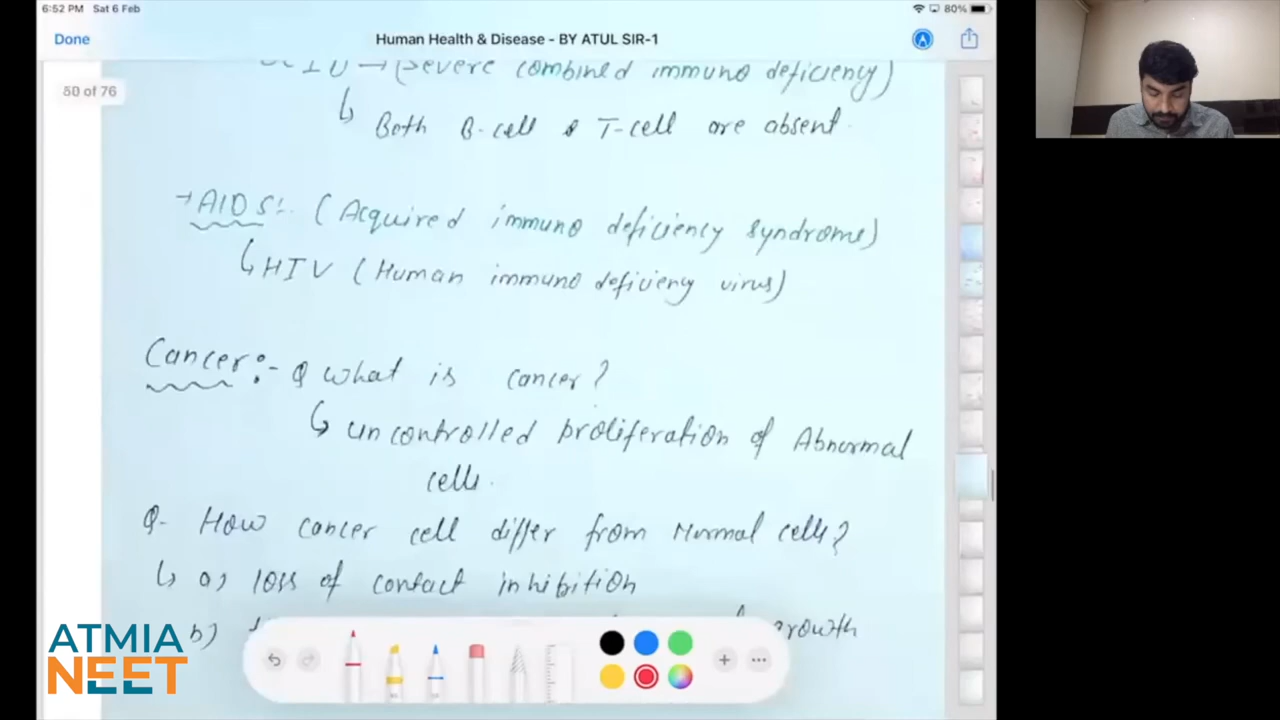 6:52 PM Sat 6 Feb
80%
Done
Human Health & Disease - BY ATUL SIR-1
50 of 76
→ (Severe combined immuno deficiency)
↳ Both B-cell & T-cell are absent.
→ AIDS:. (Acquired immuno deficiency syndrome)
↳ HIV (Human immuno deficieny virus)
Cancer:- Q what is cancer?
↳ uncontrolled proliferation of Abnormal
cells.
Q- How cancer cell differ from Normal cells?
↳ a) loss of contact inhibition
b) growth
ATMIA
NEET